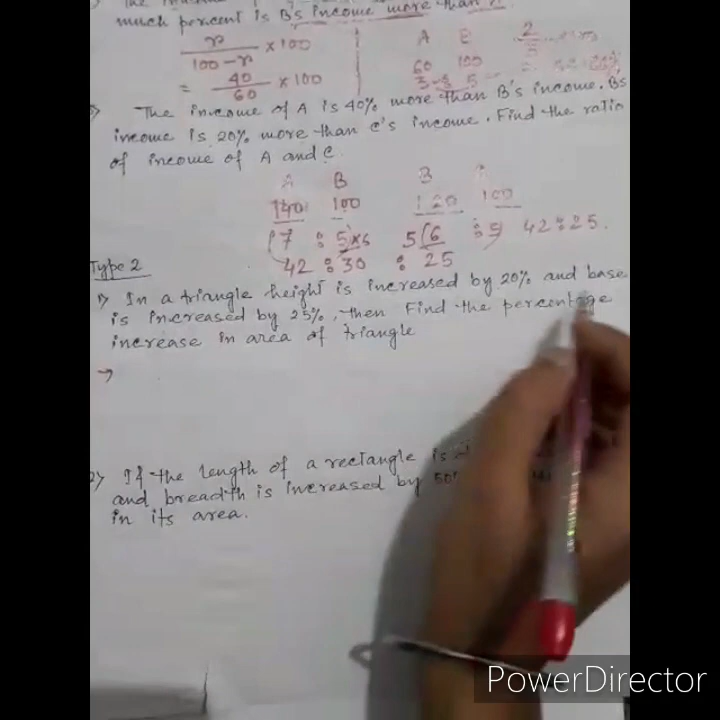 much percent is B's income more than
r/(100-r) ×100
= 40/60 ×100
A B
60 100
3 5
The income of A is 40% more than B's income. B's
income is 20% more than c's income. Find the ratio
of income of A and C.
A B B
140 100 120 100
7 : 5 ×6 5 6 : 5 42:25.
42 : 30 : 25
Type 2
1) In a triangle height is increased by 20% and base
is increased by 25%, then Find the percentage
increase in area of triangle
→
2) If the length of a rectangle is
and breadth is increased by
in its area.
PowerDirector